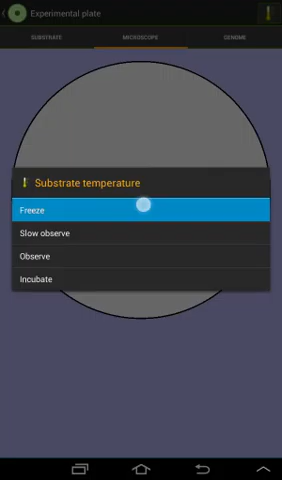 Experimental plate
SUBSTRATE MICROSCOPE GENOME
Substrate temperature
Freeze
Slow observe
Observe
Incubate